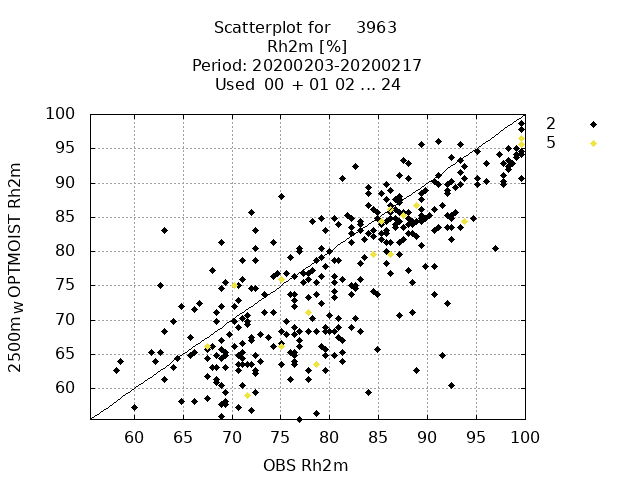 Scatterplot for 3963
Rh2m [%]
Period: 20200203-20200217
Used 00 + 01 02 ... 24
2
5
100
95
90
85
80
75
70
65
60
2500mw OPTMOIST Rh2m
60 65 70 75 80 85 90 95 100
OBS Rh2m